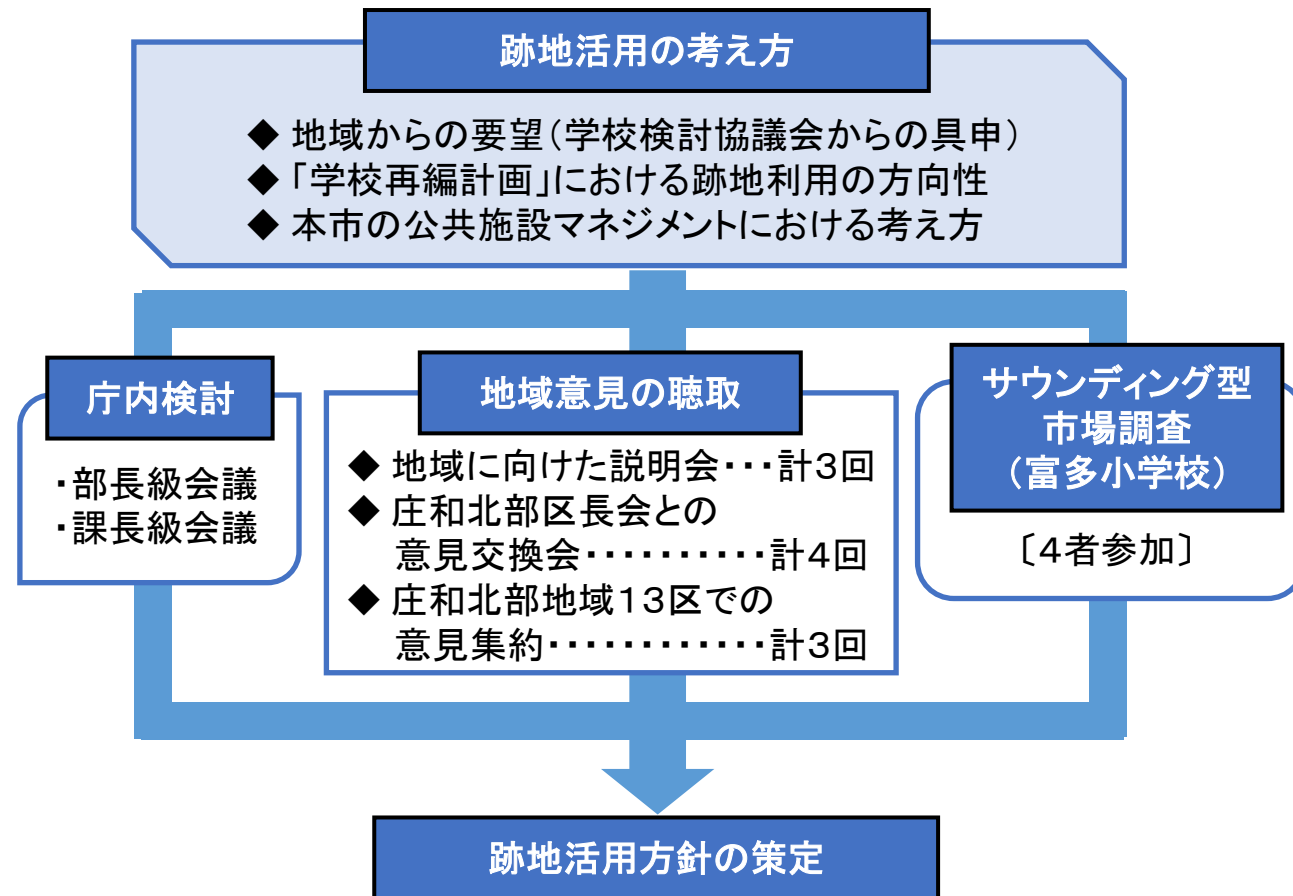 跡地活用の考え方
◆ 地域からの要望(学校検討協議会からの具申)
◆「学校再編計画」における跡地利用の方向性
◆ 本市の公共施設マネジメントにおける考え方
庁内検討
・部長級会議
・課長級会議
地域意見の聴取
◆ 地域に向けた説明会・・・計3回
◆ 庄和北部区長会との
意見交換会・・・・・・・・・・計4回
◆ 庄和北部地域13区での
意見集約・・・・・・・・・・・・計3回
サウンディング型
市場調査
(富多小学校)
〔4者参加〕
跡地活用方針の策定